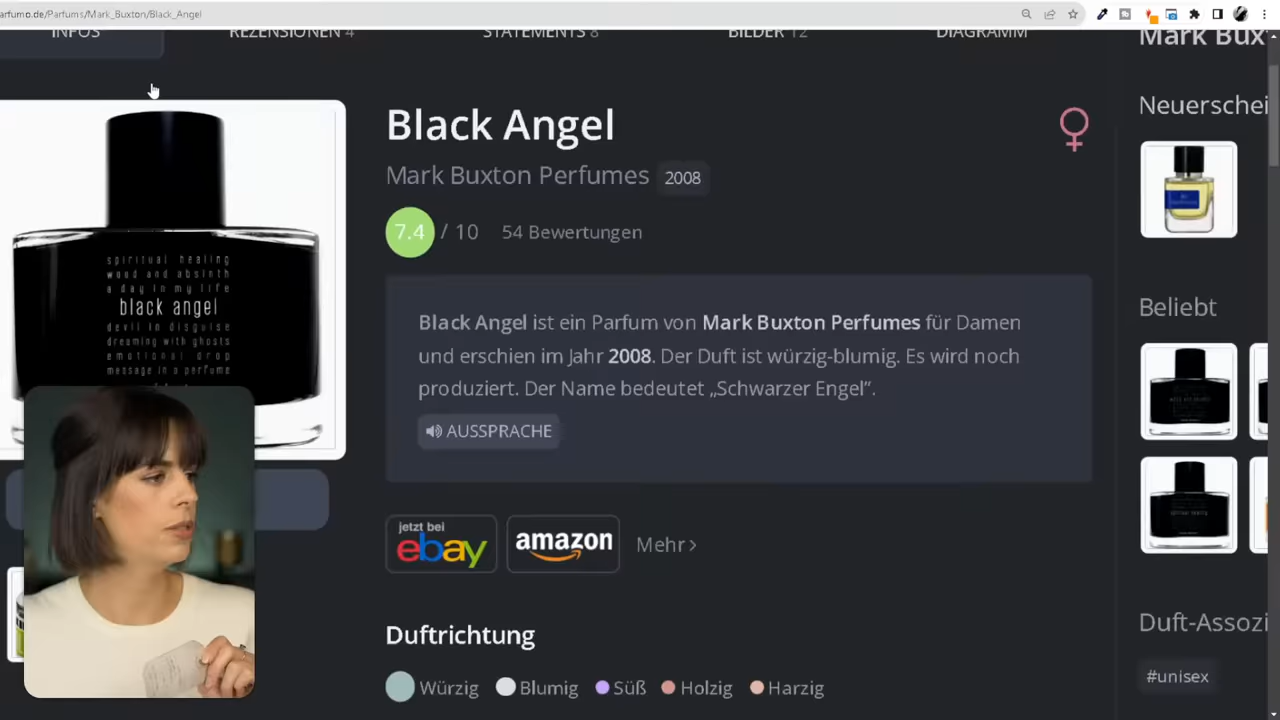 arfumo.de/Parfums/Mark_Buxton/Black_Angel
INFOS
REZENSIONEN 4
STATEMENTS 8
BILDER 12
DIAGRAMM
Mark Bux
Black Angel
Mark Buxton Perfumes 2008
7.4 / 10 54 Bewertungen
Black Angel ist ein Parfum von Mark Buxton Perfumes für Damen
und erschien im Jahr 2008. Der Duft ist würzig-blumig. Es wird noch
produziert. Der Name bedeutet „Schwarzer Engel”.
AUSSPRACHE
jetzt bei
ebay
amazon
Mehr
Duftrichtung
Würzig Blumig Süß Holzig Harzig
spiritual healing
wood and absinth
a day in my life
black angel
devil in disguise
dreaming with ghosts
emotional drop
message in a perfume
Neuerschei
Beliebt
Duft-Assozi
#unisex